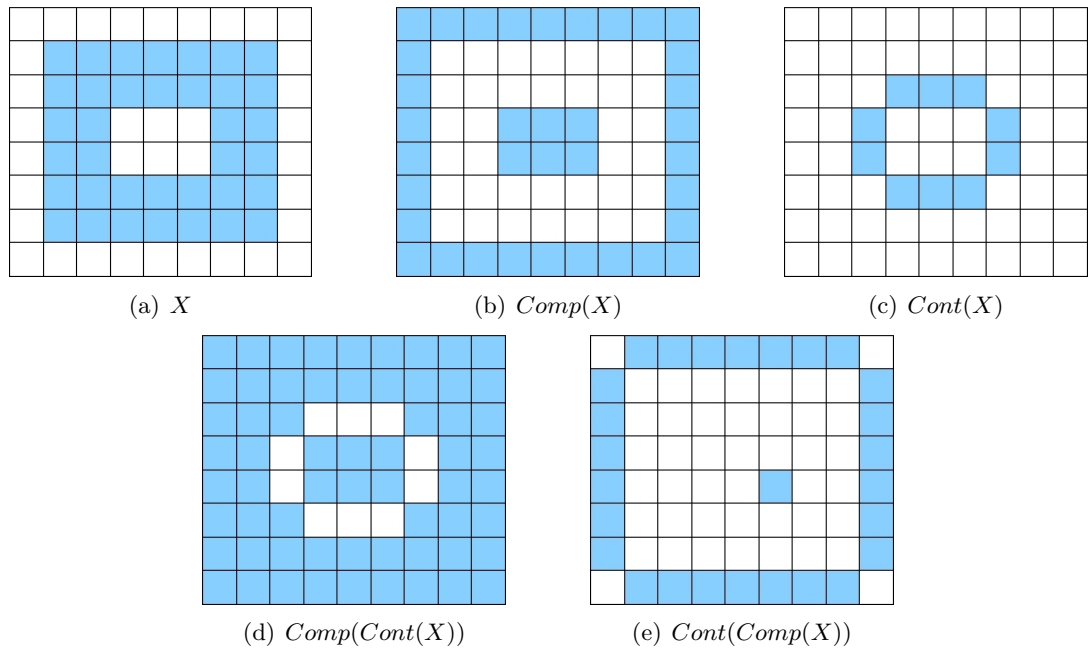 (a) X
(b) Comp(X)
(c) Cont(X)
(d) Comp(Cont(X))
(e) Cont(Comp(X))